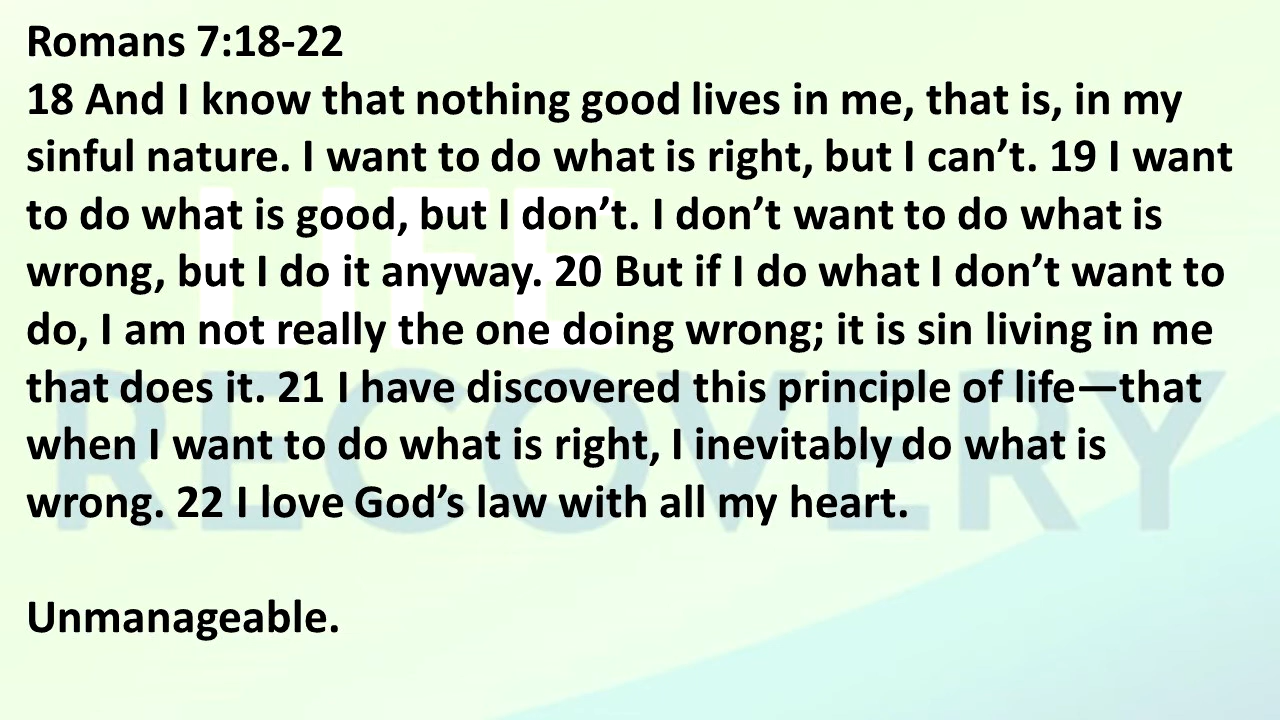 Romans 7:18-22
18 And I know that nothing good lives in me, that is, in my
sinful nature. I want to do what is right, but I can’t. 19 I want
to do what is good, but I don’t. I don’t want to do what is
wrong, but I do it anyway. 20 But if I do what I don’t want to
do, I am not really the one doing wrong; it is sin living in me
that does it. 21 I have discovered this principle of life—that
when I want to do what is right, I inevitably do what is
wrong. 22 I love God’s law with all my heart.
Unmanageable.
LIFE
RECOVERY